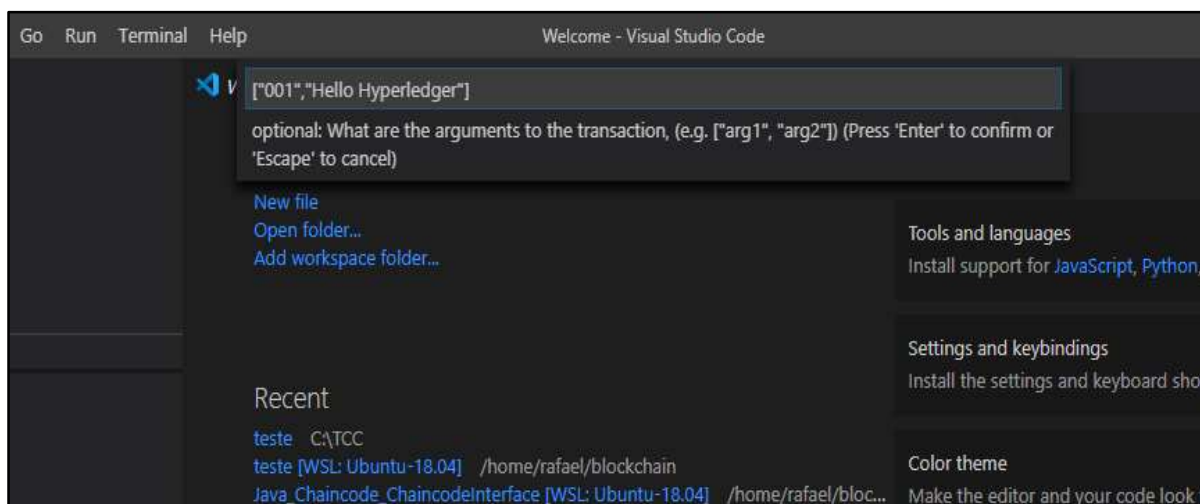 Go Run Terminal Help Welcome - Visual Studio Code
["001","Hello Hyperledger"]
optional: What are the arguments to the transaction, (e.g. ["arg1", "arg2"]) (Press 'Enter' to confirm or
'Escape' to cancel)
New file
Open folder...
Add workspace folder...
Recent
teste C:\TCC
teste [WSL: Ubuntu-18.04] /home/rafael/blockchain
Java_Chaincode_ChaincodeInterface [WSL: Ubuntu-18.04] /home/rafael/bloc...
Tools and languages
Install support for JavaScript, Python,
Settings and keybindings
Install the settings and keyboard sho
Color theme
Make the editor and your code look